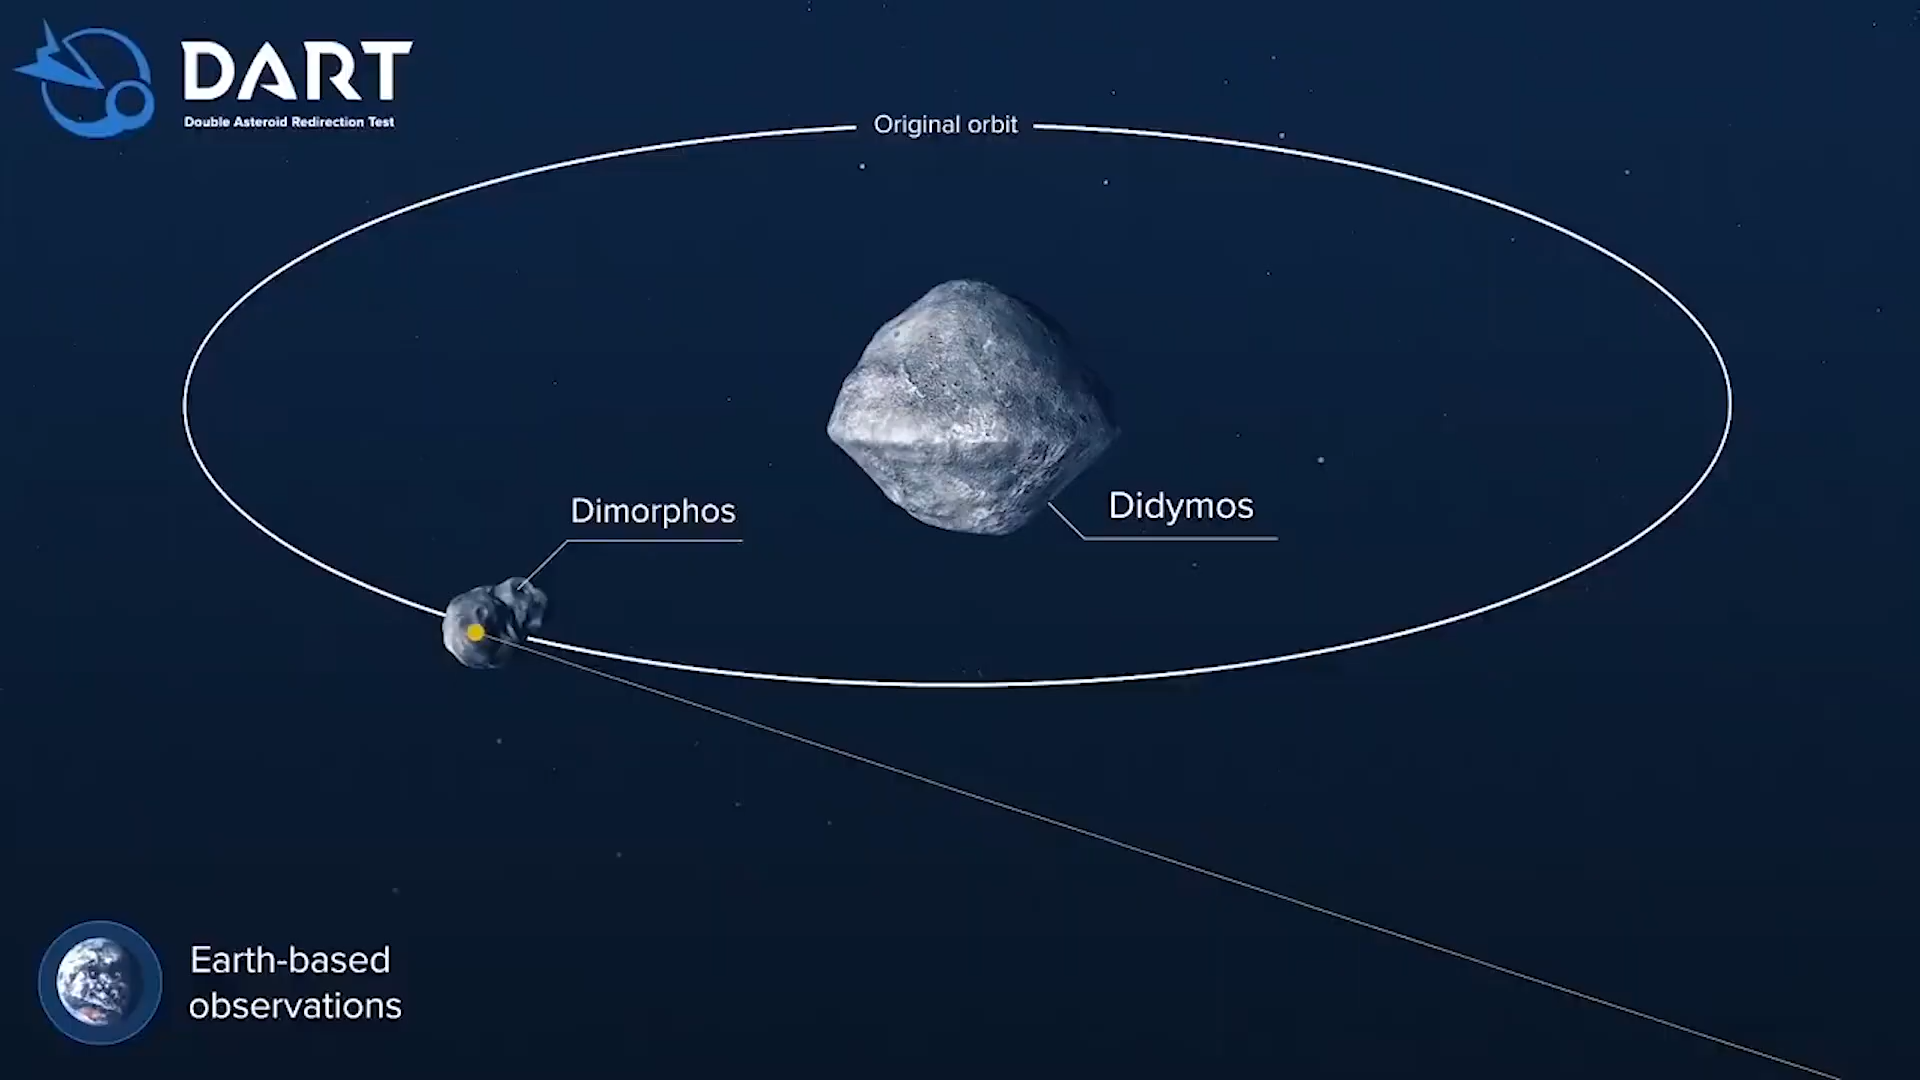 DART
Double Asteroid Redirection Test
Original orbit
Dimorphos
Didymos
Earth-based
observations